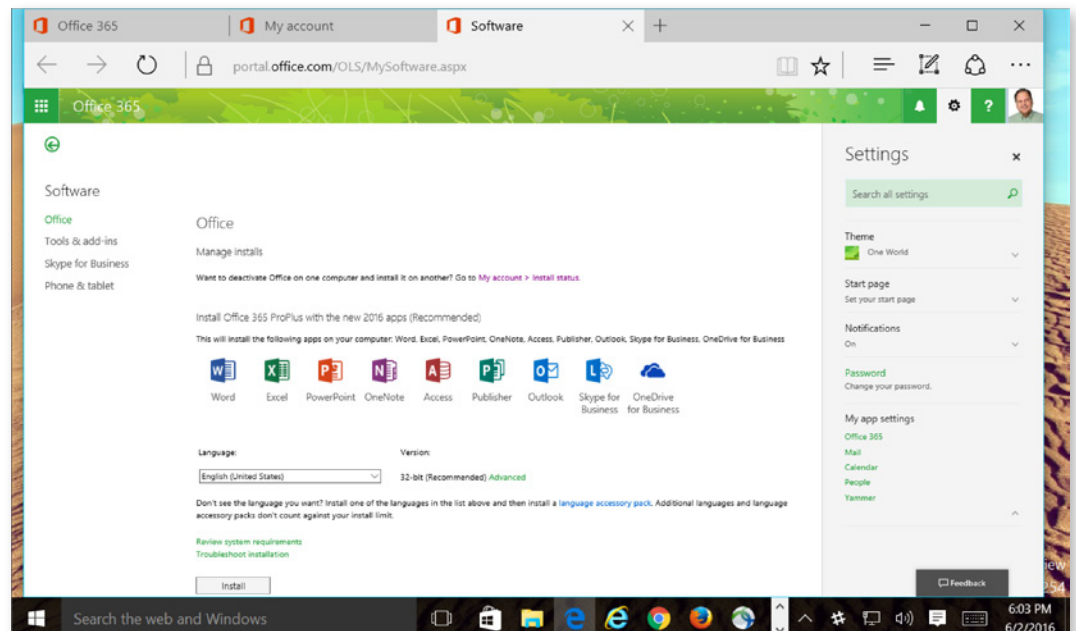 Office 365
My account
Software
portal.office.com/OLS/MySoftware.aspx
Office 365
?
Software
Office
Tools & add-ins
Skype for Business
Phone & tablet
Office
Manage installs
Want to deactivate Office on one computer and install it on another? Go to My account > Install status.
Install Office 365 ProPlus with the new 2016 apps (Recommended)
This will install the following apps on your computer: Word, Excel, PowerPoint, OneNote, Access, Publisher, Outlook, Skype for Business, OneDrive for Business
Word Excel PowerPoint OneNote Access Publisher Outlook Skype for Business OneDrive for Business
Language:
Version:
English (United States)
32-bit (Recommended) Advanced
Don't see the language you want? Install one of the languages in the list above and then install a language accessory pack. Additional languages and language
accessory packs don't count against your install limit.
Review system requirements
Troubleshoot installation
Install
Settings
Search all settings
Theme
One World
Start page
Set your start page
Notifications
On
Password
Change your password.
My app settings
Office 365
Mail
Calendar
People
Yammer
Feedback
Search the web and Windows
6:03 PM
6/2/2016